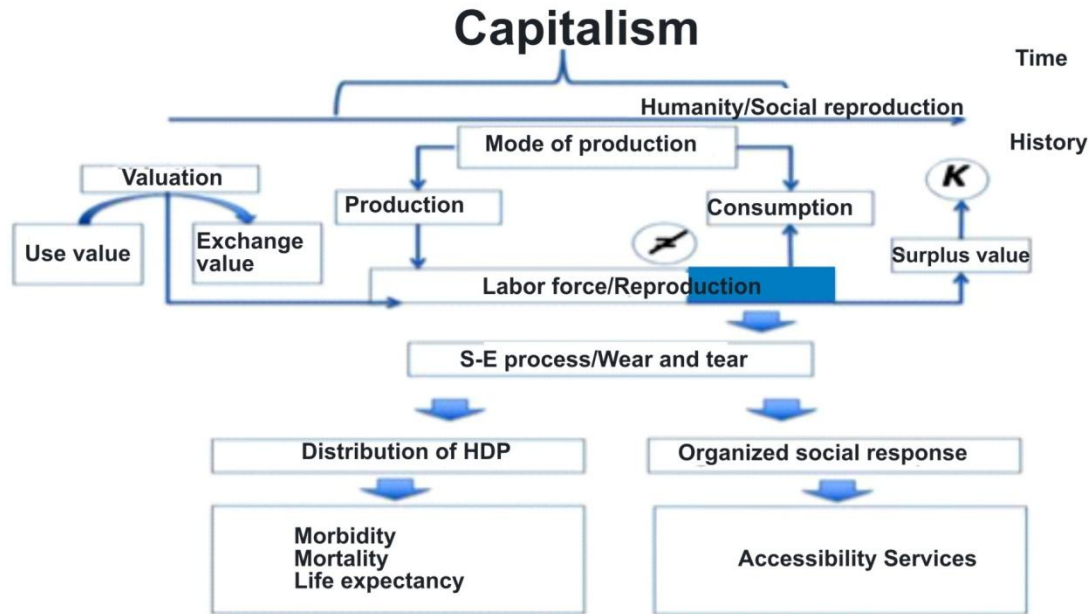 Capitalism
Time
Humanity/Social reproduction
History
Mode of production
Valuation
K
Production
Consumption
Use value
Exchange
value
≠
Surplus value
Labor force/Reproduction
S-E process/Wear and tear
Distribution of HDP
Organized social response
Morbidity
Mortality
Life expectancy
Accessibility Services